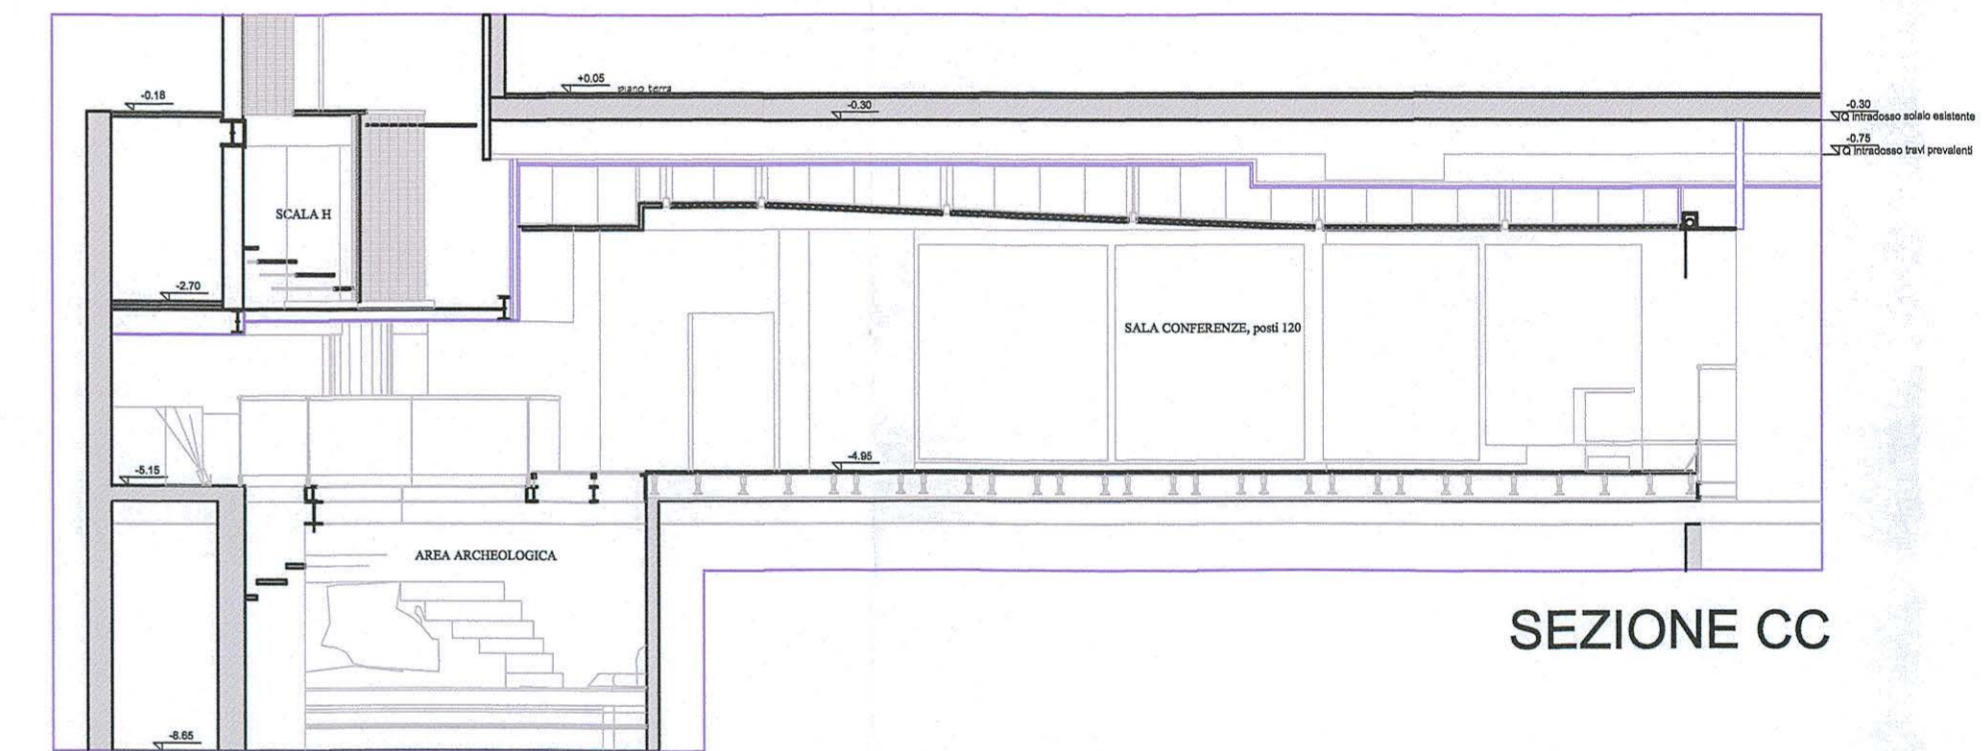 +0.05
piano terra
-0.18
-0.30
-0.30
Q intradosso solaio esistente
-0.75
Q intradosso travi prevalenti
SCALA H
-2.70
SALA CONFERENZE, posti 120
-4.95
-5.15
AREA ARCHEOLOGICA
SEZIONE CC
-8.65